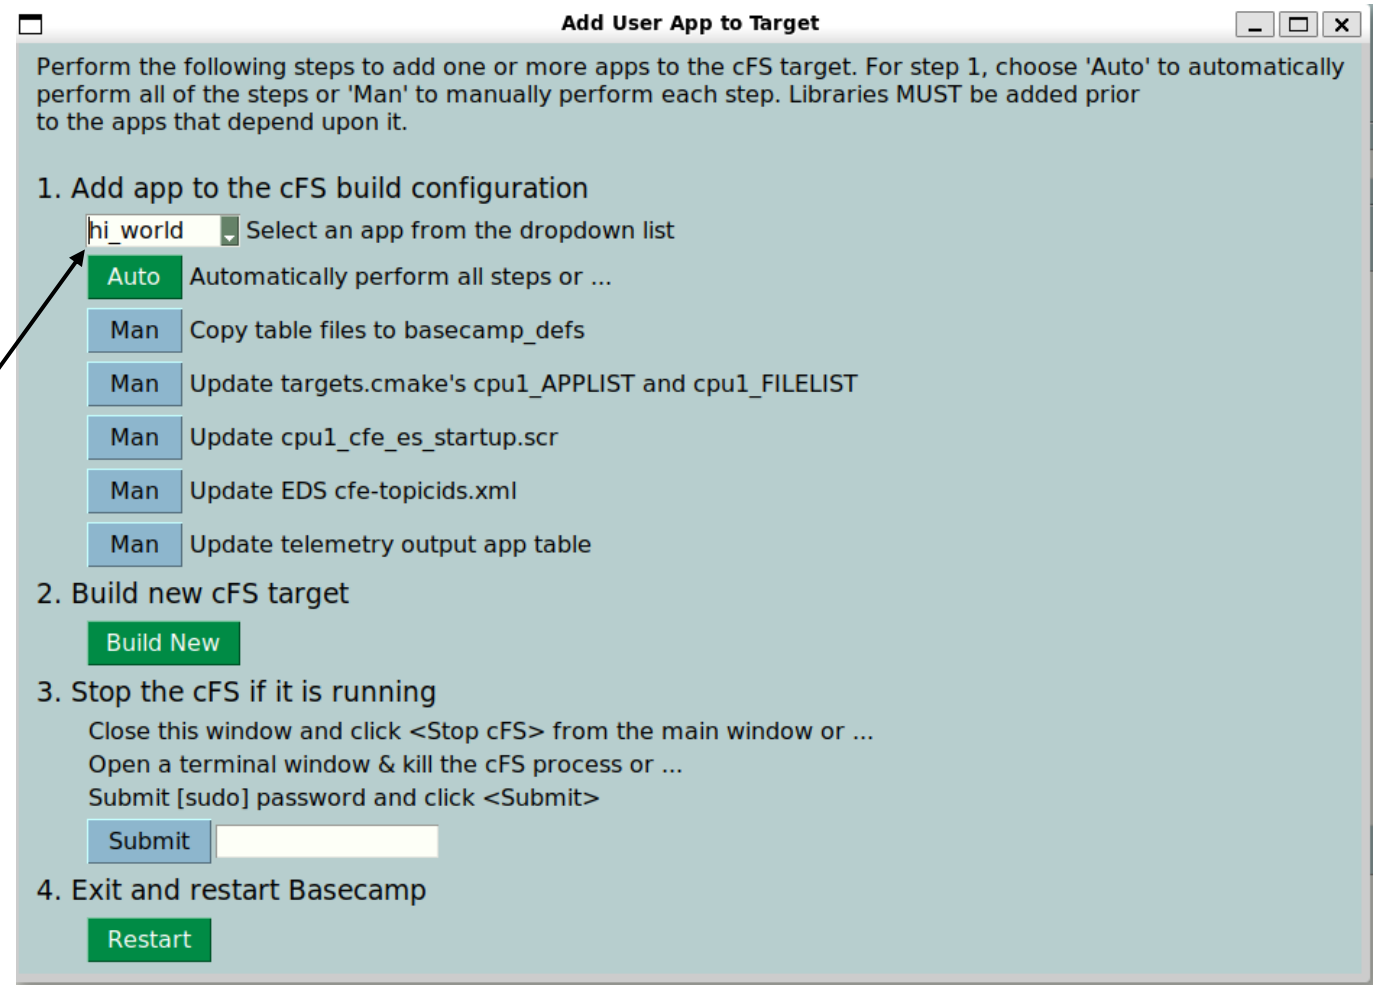 Add User App to Target
Perform the following steps to add one or more apps to the cFS target. For step 1, choose 'Auto' to automatically
perform all of the steps or 'Man' to manually perform each step. Libraries MUST be added prior
to the apps that depend upon it.
1. Add app to the cFS build configuration
hi_world Select an app from the dropdown list
Auto Automatically perform all steps or ...
Man Copy table files to basecamp_defs
Man Update targets.cmake's cpu1_APPLIST and cpu1_FILELIST
Man Update cpu1_cfe_es_startup.scr
Man Update EDS cfe-topicids.xml
Man Update telemetry output app table
2. Build new cFS target
Build New
3. Stop the cFS if it is running
Close this window and click <Stop cFS> from the main window or ...
Open a terminal window & kill the cFS process or ...
Submit [sudo] password and click <Submit>
Submit
4. Exit and restart Basecamp
Restart